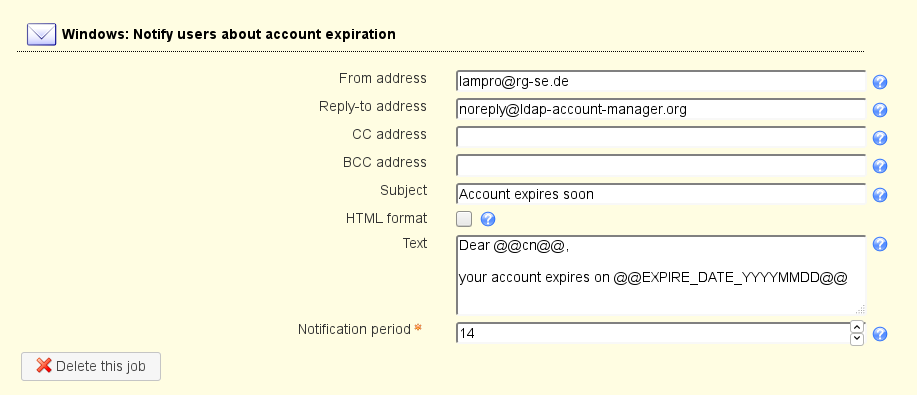 Windows: Notify users about account expiration
From address lampro@rg-se.de
Reply-to address noreply@ldap-account-manager.org
CC address
BCC address
Subject Account expires soon
HTML format
Text Dear @@cn@@,
your account expires on @@EXPIRE_DATE_YYYYMMDD@@
Notification period * 14
Delete this job